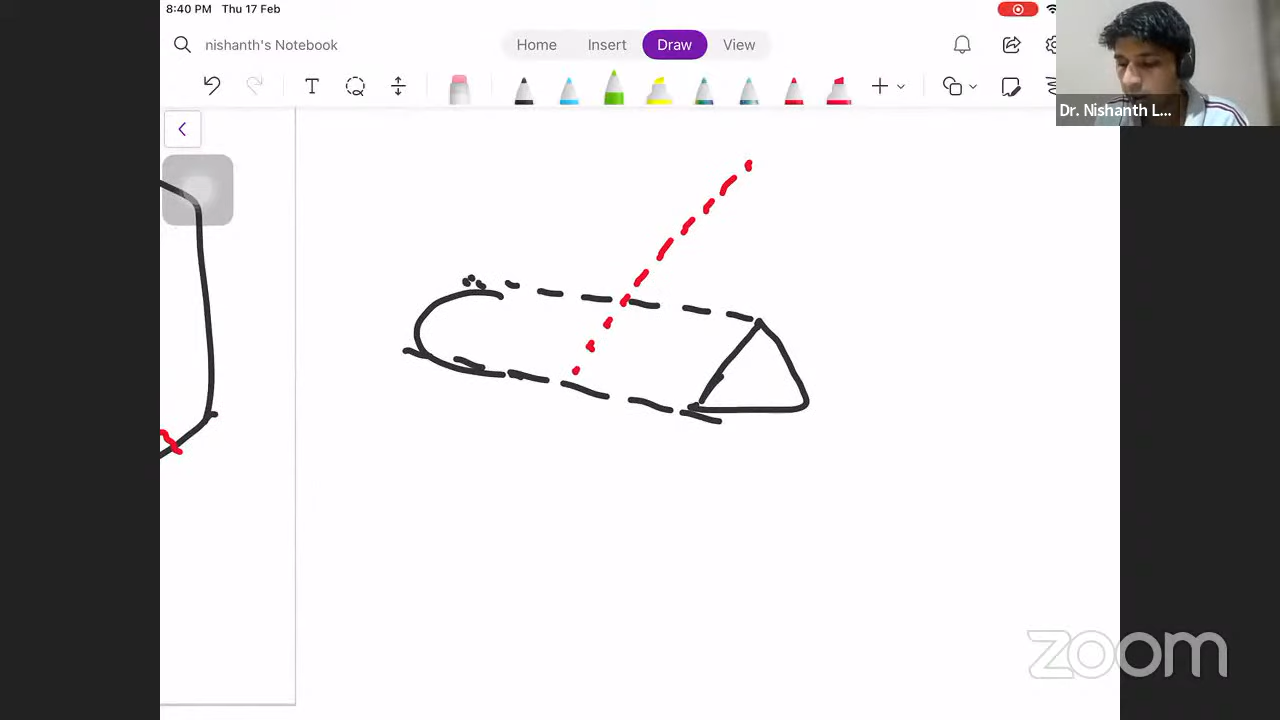 8:40 PM Thu 17 Feb
nishanth's Notebook
Home Insert Draw View
T
Dr. Nishanth L...
zoom